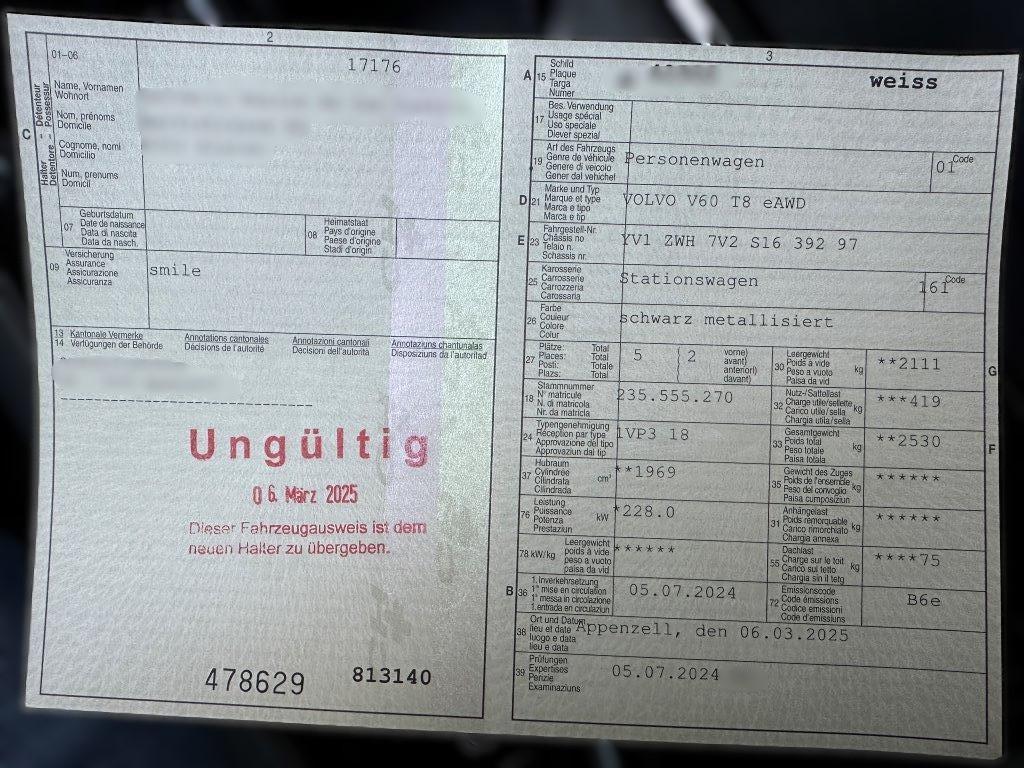 2
01-06
17176
Halter - Détenteur
Detentore - Possessur
C
Name, Vornamen
Wohnort
Nom, prénoms
Domicile
Cognome, nomi
Domicilio
Num, prenums
Domicil
07
Geburtsdatum
Date de naissance
Data di nascita
Data da nasch.
08
Heimatstaat
Pays d'origine
Paese d'origine
Stadi d'origin
09
Versicherung
Assurance
Assicurazione
Assicuranza
smile
13 Kantonale Vermerke
14 Verfügungen der Behörde
Annotations cantonales
Décisions de l'autorité
Annotazioni cantonali
Decisioni dell'autorità
Annotaziuns chantunalas
Disposiziuns da l'autoritad
Ungültig
06. März 2025
Dieser Fahrzeugausweis ist dem
neuen Halter zu übergeben.
478629
813140
3
A 15
Schild
Plaque
Targa
Numer
weiss
17
Bes. Verwendung
Usage spécial
Uso speciale
Diever spezial
19
Art des Fahrzeugs
Genre de véhicule
Genere di veicolo
Gener dal vehichel
Personenwagen
01 Code
D 21
Marke und Typ
Marque et type
Marca e tipo
Marca e tip
VOLVO V60 T8 eAWD
E 23
Fahrgestell-Nr.
Châssis no
Telaio n.
Schassis nr.
YV1 ZWH 7V2 S16 392 97
25
Karosserie
Carrosserie
Carrozzeria
Carossaria
Stationswagen
161 Code
26
Farbe
Couleur
Colore
Colur
schwarz metallisiert
27
Plätze: Total
Places: Total
Posti: Totale
Plazs: Total
5
2
vorne)
avant)
anteriori)
davant)
30
Leergewicht
Poids à vide
Peso a vuoto
Paisa da vid
kg
**2111
G
18
Stammnummer
N° matricule
N. di matricola
Nr. da matricla
235.555.270
32
Nutz-/Sattellast
Charge utile/sellette
Carico utile/sella
Chargia utila/sella
kg
***419
24
Typengenehmigung
Réception par type
Approvazione del tipo
Approvaziun dal tip
1VP3 18
33
Gesamtgewicht
Poids total
Peso totale
Paisa totala
kg
**2530
F
37
Hubraum
Cylindrée
Cilindrata
Cilindrada
cm³
**1969
35
Gewicht des Zuges
Poids de l'ensemble
Peso del convoglio
Paisa cumposiziun
kg
******
76
Leistung
Puissance
Potenza
Prestaziun
kW
*228.0
31
Anhängelast
Poids remorquable
Carico rimorchiato
Chargia annexa
kg
******
78 kW/kg
Leergewicht
poids à vide
peso a vuoto
paisa da vid
******
55
Dachlast
Charge sur le toit
Carico sul tetto
Chargia sin il tetg
kg
****75
B 36
1. Inverkehrsetzung
1re mise en circulation
1a messa in circolazione
1. entrada en circulaziun
05.07.2024
72
Emissionscode
Code émissions
Codice emissioni
Code d'emissiuns
B6e
38
Ort und Datum
lieu et date
luogo e data
lieu e data
Appenzell, den 06.03.2025
39
Prüfungen
Expertises
Perizie
Examinaziuns
05.07.2024